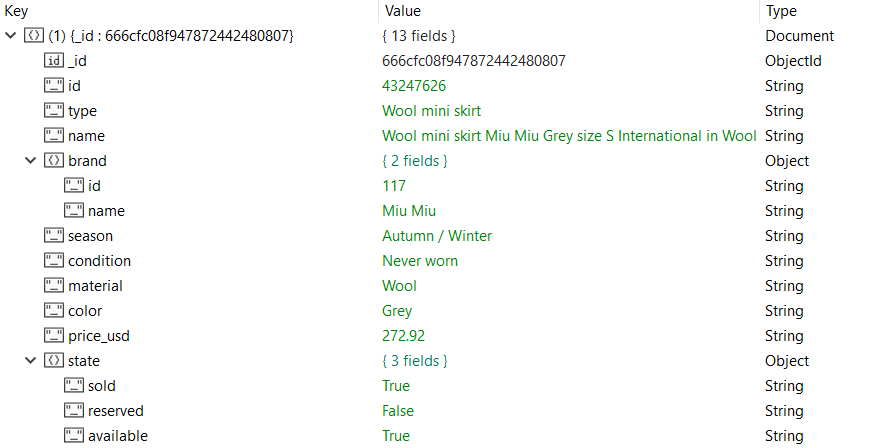 Key Value Type
(1) {_id : 666cfc08f947872442480807} { 13 fields } Document
_id 666cfc08f947872442480807 ObjectId
id 43247626 String
type Wool mini skirt String
name Wool mini skirt Miu Miu Grey size S International in Wool String
brand { 2 fields } Object
id 117 String
name Miu Miu String
season Autumn / Winter String
condition Never worn String
material Wool String
color Grey String
price_usd 272.92 String
state { 3 fields } Object
sold True String
reserved False String
available True String